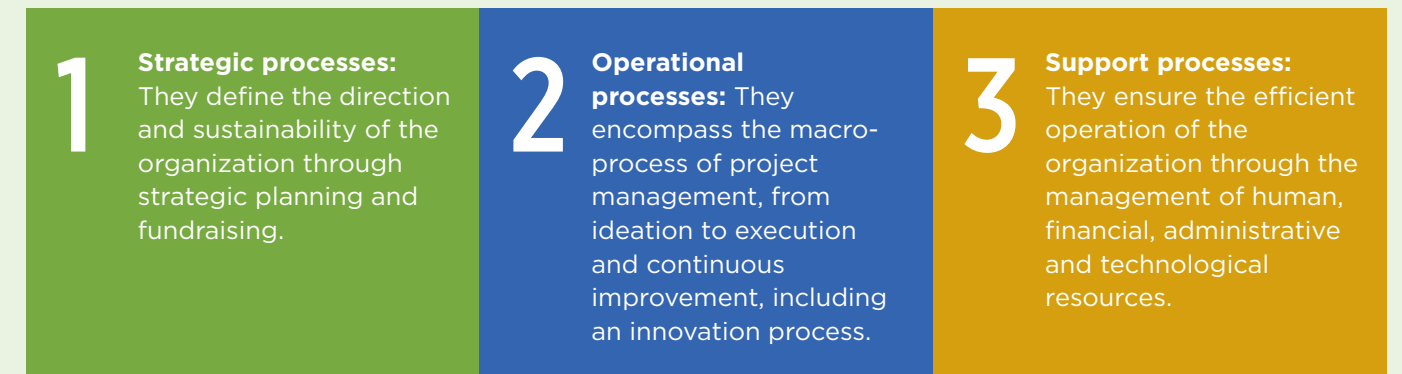 1
Strategic processes:
They define the direction
and sustainability of the
organization through
strategic planning and
fundraising.
2
Operational
processes: They
encompass the macro-
process of project
management, from
ideation to execution
and continuous
improvement, including
an innovation process.
3
Support processes:
They ensure the efficient
operation of the
organization through the
management of human,
financial, administrative
and technological
resources.